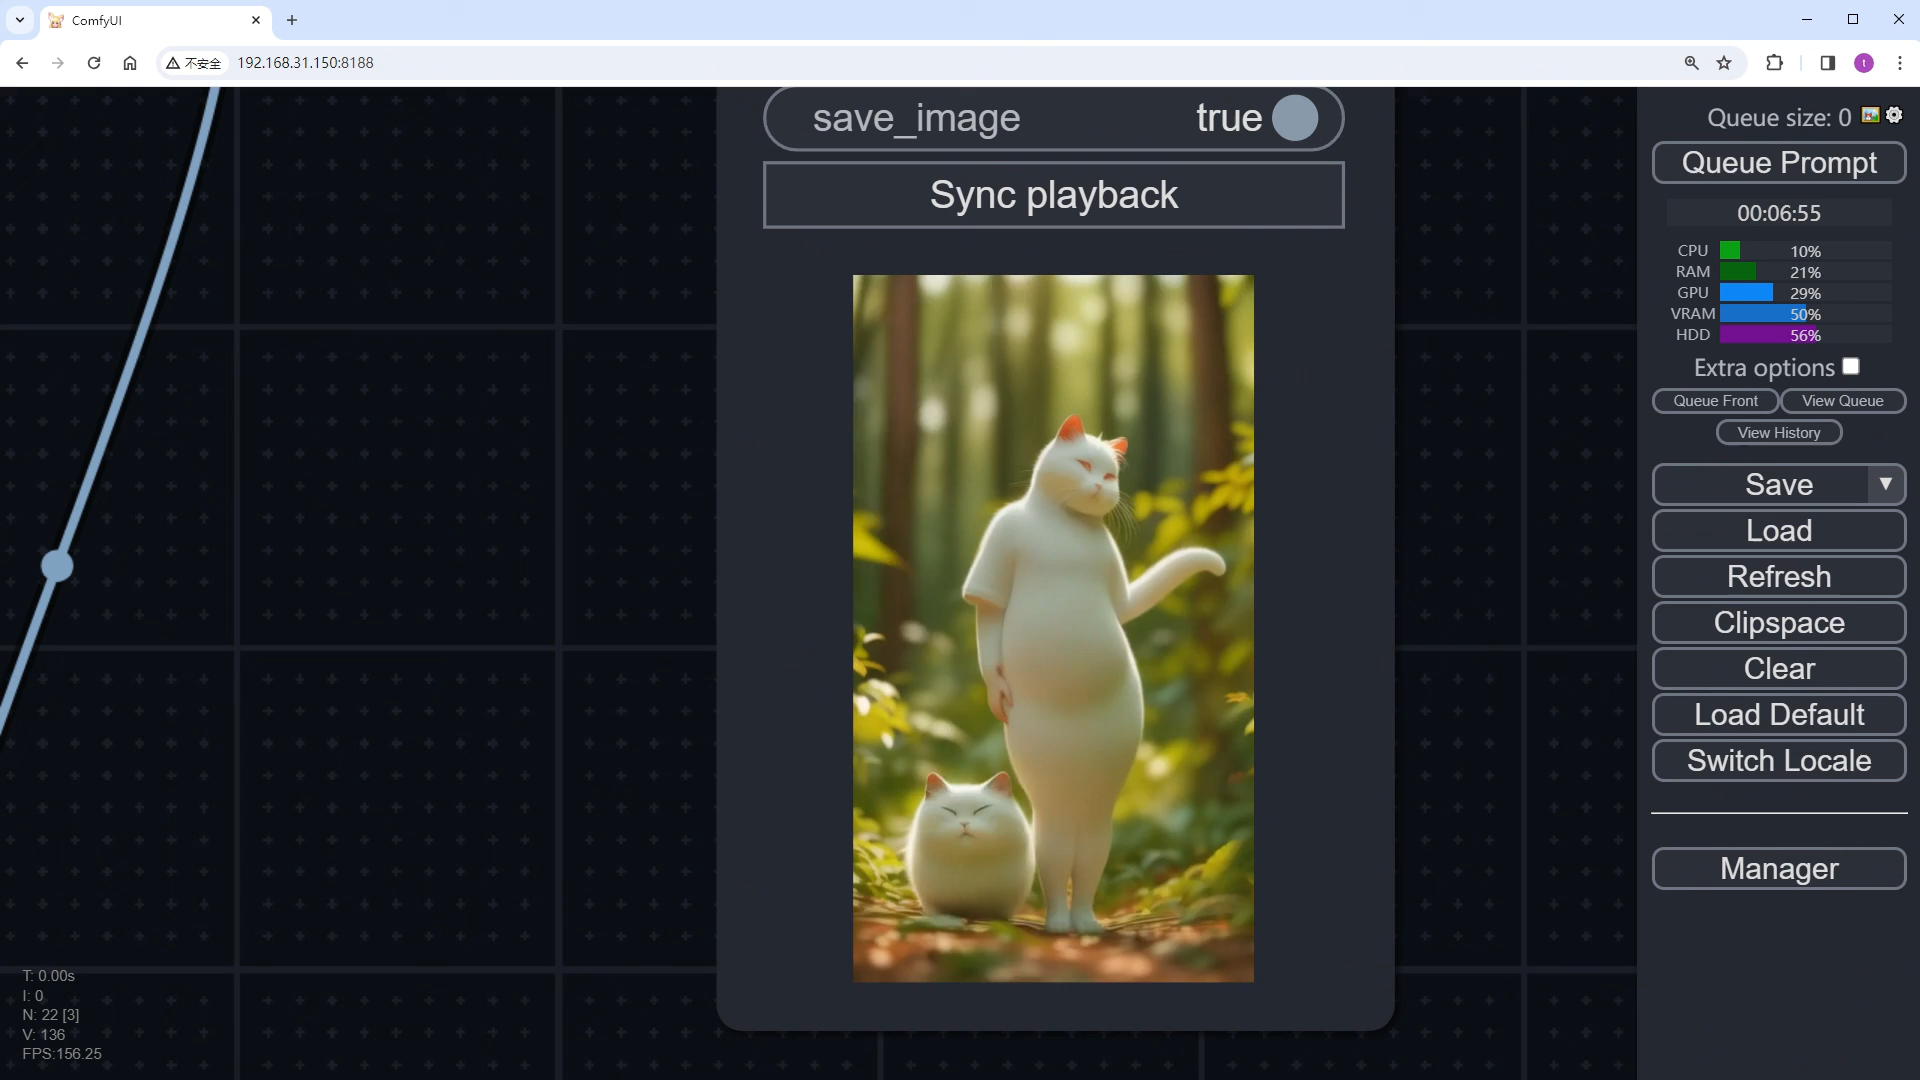 ComfyUI
不安全
192.168.31.150:8188
save_image
true
Sync playback
Queue size: 0
Queue Prompt
00:06:55
CPU 10%
RAM 21%
GPU 29%
VRAM 50%
HDD 56%
Extra options
Queue Front
View Queue
View History
Save
Load
Refresh
Clipspace
Clear
Load Default
Switch Locale
Manager
T: 0.00s
I: 0
N: 22 [3]
V: 136
FPS:156.25
t